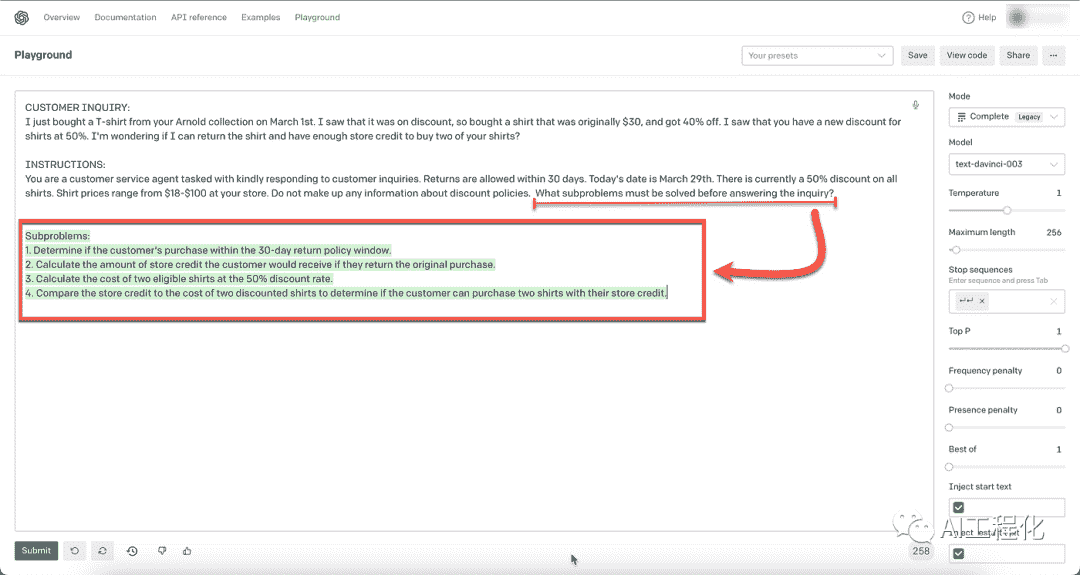 Overview Documentation API reference Examples Playground Help
Playground
Your presets Save View code Share ...
CUSTOMER INQUIRY:
I just bought a T-shirt from your Arnold collection on March 1st. I saw that it was on discount, so bought a shirt that was originally $30, and got 40% off. I saw that you have a new discount for
shirts at 50%. I'm wondering if I can return the shirt and have enough store credit to buy two of your shirts?
INSTRUCTIONS:
You are a customer service agent tasked with kindly responding to customer inquiries. Returns are allowed within 30 days. Today's date is March 29th. There is currently a 50% discount on all
shirts. Shirt prices range from $18-$100 at your store. Do not make up any information about discount policies. What subproblems must be solved before answering the inquiry?
Subproblems:
1. Determine if the customer's purchase within the 30-day return policy window.
2. Calculate the amount of store credit the customer would receive if they return the original purchase.
3. Calculate the cost of two eligible shirts at the 50% discount rate.
4. Compare the store credit to the cost of two discounted shirts to determine if the customer can purchase two shirts with their store credit.
Mode
Complete Legacy
Model
text-davinci-003
Temperature 1
Maximum length 256
Stop sequences
Enter sequence and press Tab
↵↵ ×
Top P 1
Frequency penalty 0
Presence penalty 0
Best of 1
Inject start text
AI工程化
Submit 258